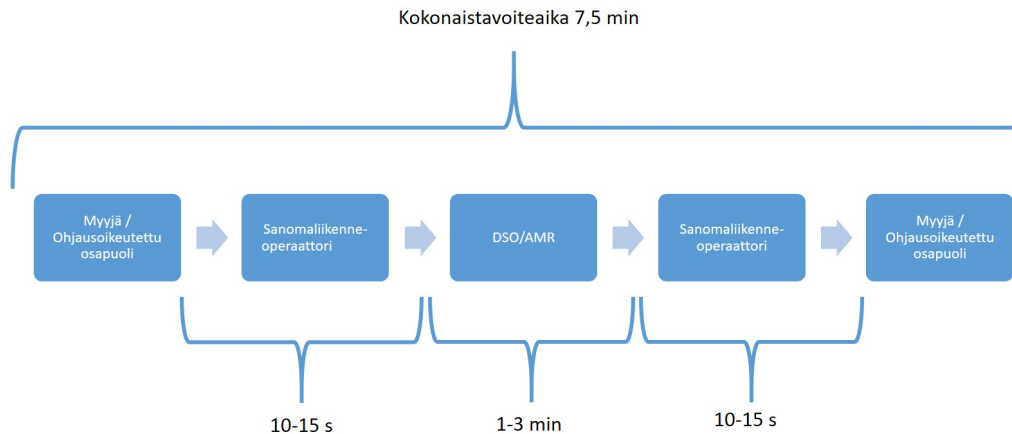 Kokonaistavoiteaika 7,5 min
Myyjä /
Ohjausoikeutettu
osapuoli
Sanomaliikenne-
operaattori
DSO/AMR
Sanomaliikenne-
operaattori
Myyjä /
Ohjausoikeutettu
osapuoli
10-15 s
1-3 min
10-15 s